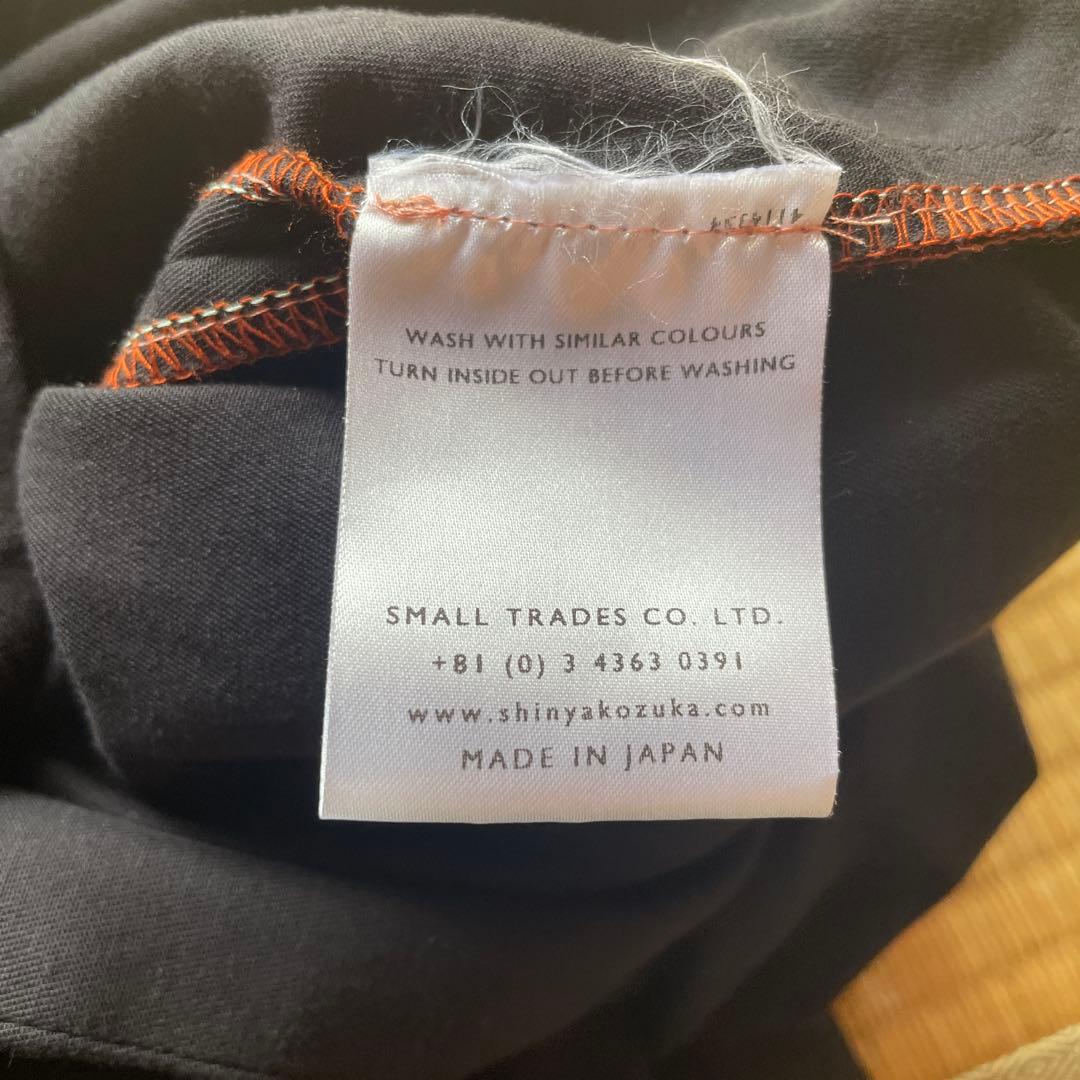 WASH WITH SIMILAR COLOURS
TURN INSIDE OUT BEFORE WASHING
SMALL TRADES CO. LTD.
+81 (0) 3 4363 0391
www.shinyakozuka.com
MADE IN JAPAN